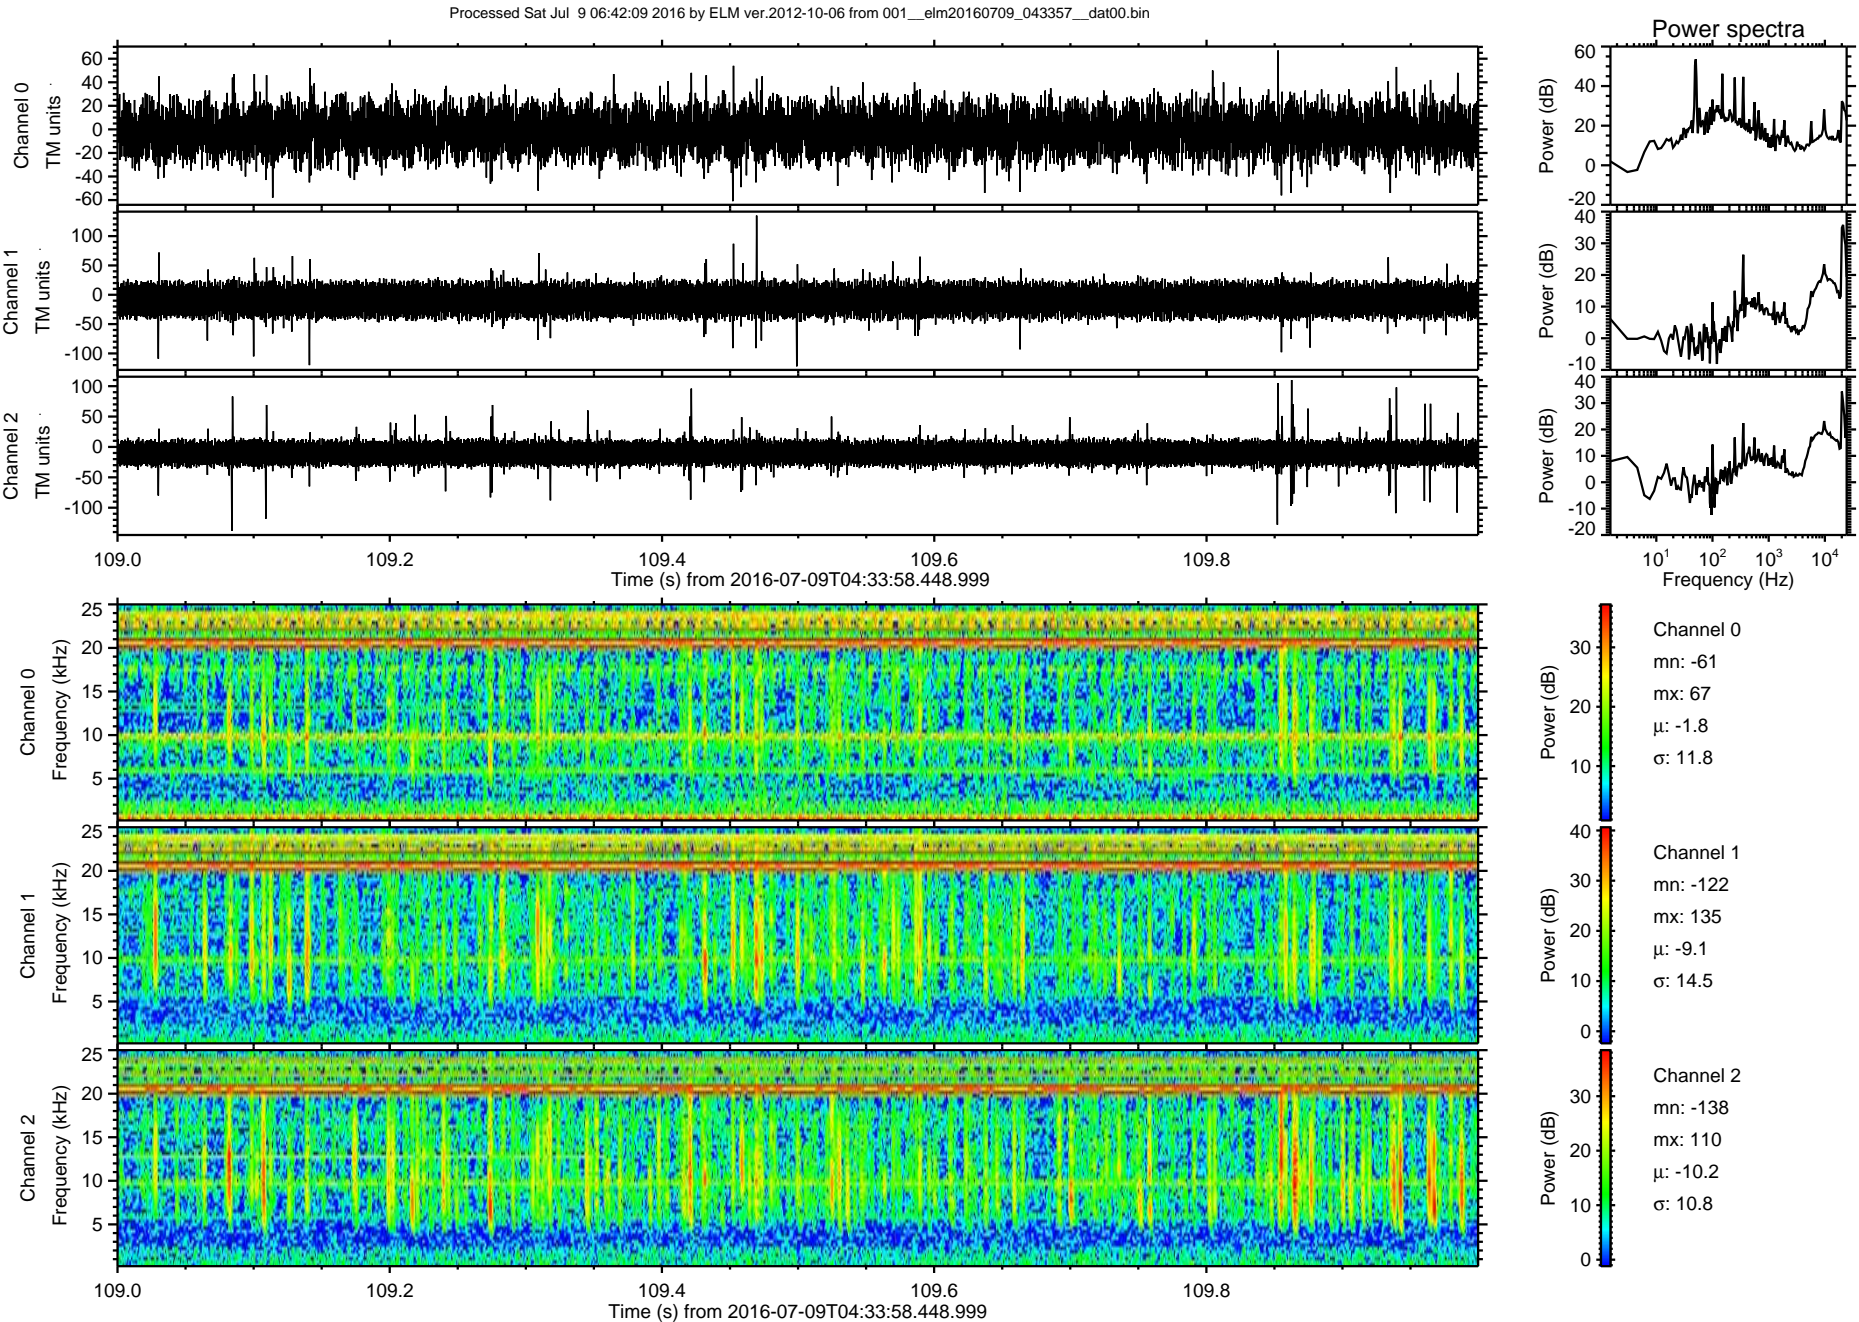 Processed Sat Jul  9 06:42:09 2016 by ELM ver.2012-10-06 from 001__elm20160709_043357__dat00.bin
Power spectra
Channel 0
TM units
60
40
20
0
-20
-40
-60
Power (dB)
60
40
20
0
-20
Channel 1
TM units
100
50
0
-50
-100
Power (dB)
40
30
20
10
0
-10
Channel 2
TM units
100
50
0
-50
-100
Power (dB)
40
30
20
10
0
-10
-20
109.0 109.2 109.4 109.6 109.8
Time (s) from 2016-07-09T04:33:58.448.999
10¹ 10² 10³ 10⁴
Frequency (Hz)
Channel 0
Frequency (kHz)
25
20
15
10
5
Power (dB)
30
20
10
Channel 0
mn: -61
mx: 67
µ: -1.8
σ: 11.8
Channel 1
Frequency (kHz)
25
20
15
10
5
Power (dB)
40
30
20
10
0
Channel 1
mn: -122
mx: 135
µ: -9.1
σ: 14.5
Channel 2
Frequency (kHz)
25
20
15
10
5
Power (dB)
30
20
10
0
Channel 2
mn: -138
mx: 110
µ: -10.2
σ: 10.8
109.0 109.2 109.4 109.6 109.8
Time (s) from 2016-07-09T04:33:58.448.999